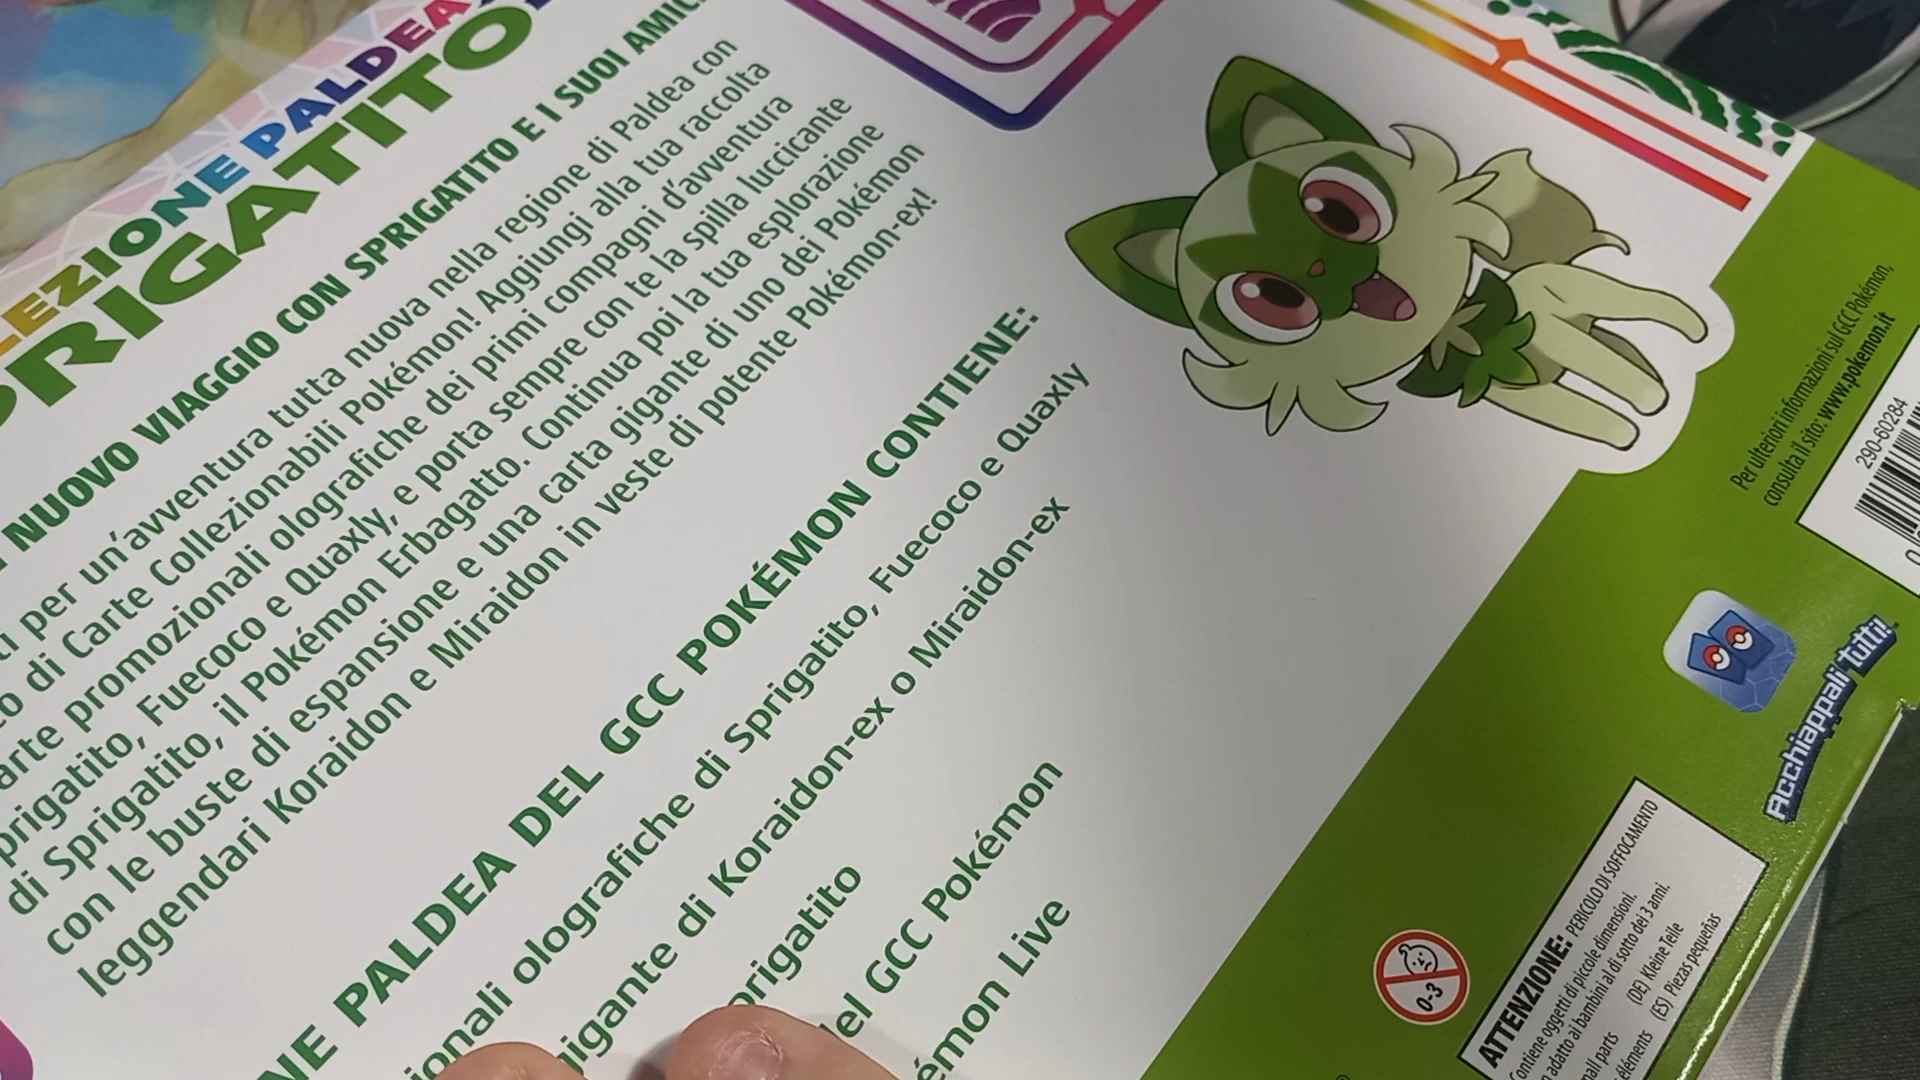 LEZIONE PALDEA
PRIGATITO
NUOVO VIAGGIO CON SPRIGATITO E I SUOI AMICI
ti per un'avventura tutta nuova nella regione di Paldea con
co di Carte Collezionabili Pokémon! Aggiungi alla tua raccolta
arte promozionali olografiche dei primi compagni d'avventura
prigatito, Fuecoco e Quaxly, e porta sempre con te la spilla luccicante
di Sprigatito, il Pokémon Erbagatto. Continua poi la tua esplorazione
con le buste di espansione e una carta gigante di uno dei Pokémon
leggendari Koraidon e Miraidon in veste di potente Pokémon-ex!
NE PALDEA DEL GCC POKÉMON CONTIENE:
ionali olografiche di Sprigatito, Fuecoco e Quaxly
gigante di Koraidon-ex o Miraidon-ex
prigatito
del GCC Pokémon
émon Live
Per ulteriori informazioni sul GCC Pokémon,
consulta il sito: www.pokemon.it
290-60284
Acchiappali tutti!
0-3
ATTENZIONE: PERICOLO DI SOFFOCAMENTO
Contiene oggetti di piccole dimensioni.
n adatto ai bambini al di sotto dei 3 anni.
mall parts (DE) Kleine Teile
éléments (ES) Piezas pequeñas